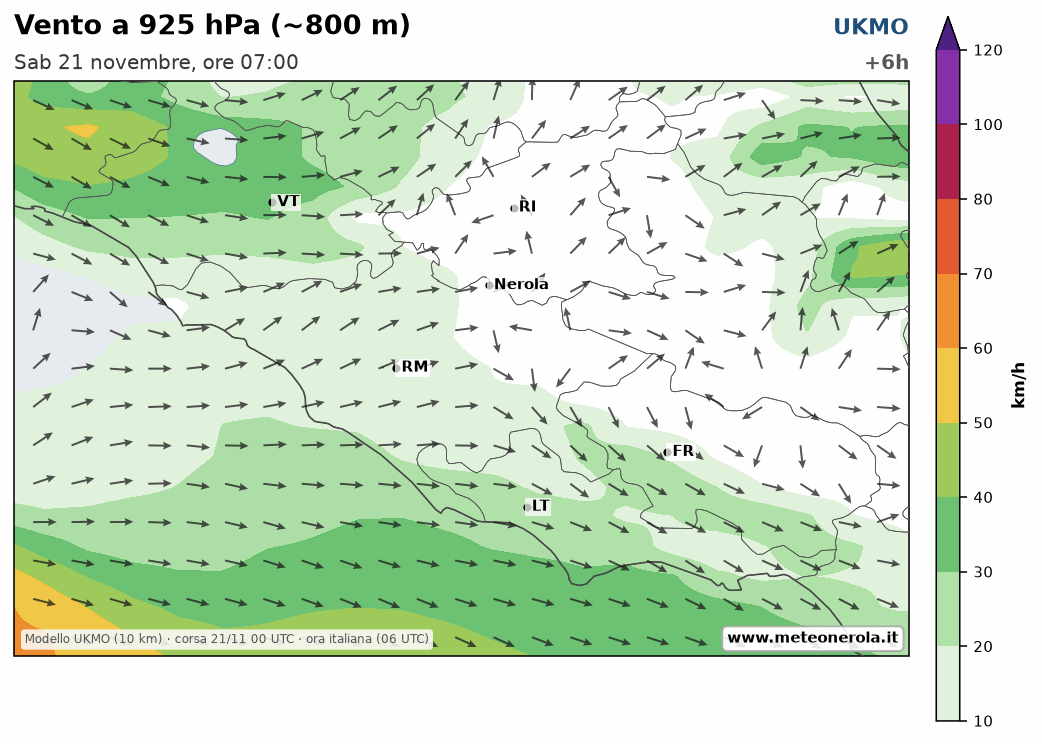 Vento a 925 hPa (~800 m)
UKMO
Sab 21 novembre, ore 07:00
+6h
VT
RI
Nerola
RM
FR
LT
Modello UKMO (10 km) · corsa 21/11 00 UTC · ora italiana (06 UTC)
www.meteonerola.it
120
100
80
70
60
50
40
30
20
10
km/h